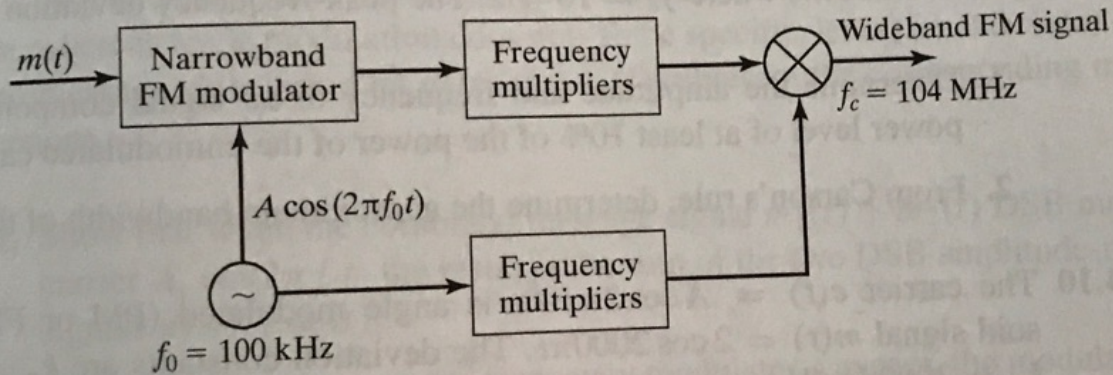 m(t)
Narrowband
FM modulator
Frequency
multipliers
Wideband FM signal
f_c = 104 MHz
A cos (2πf_0t)
~
Frequency
multipliers
f_0 = 100 kHz